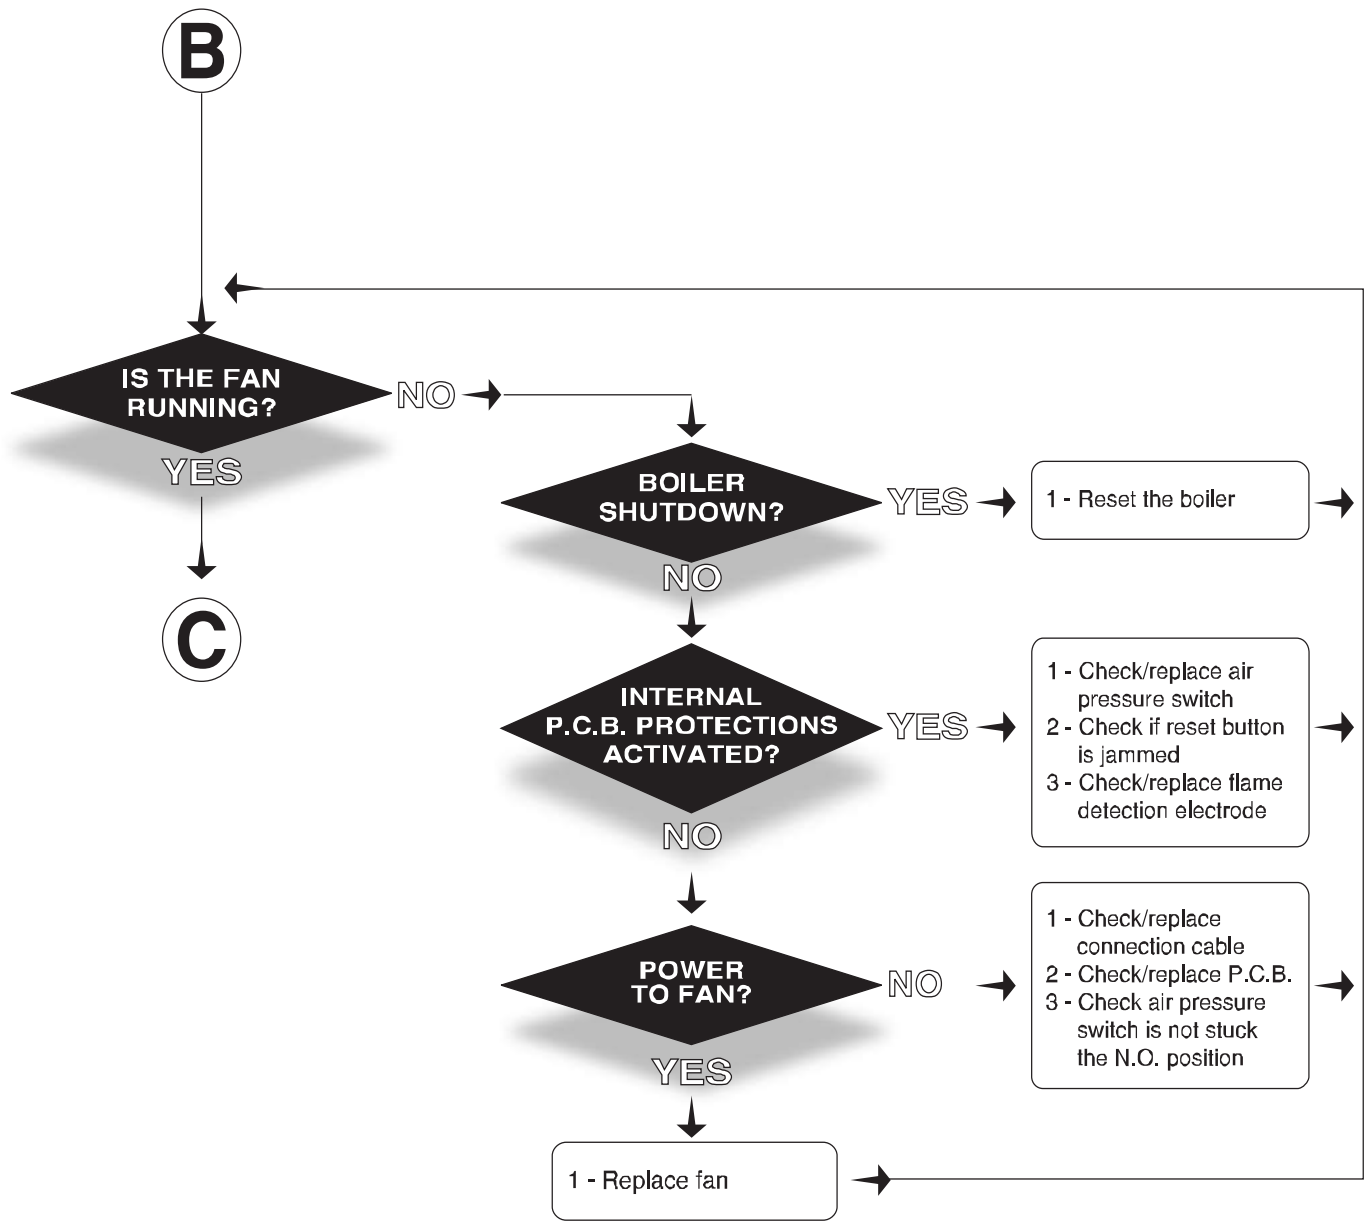 B
IS THE FAN
RUNNING?
NO
YES
C
BOILER
SHUTDOWN?
YES
1 - Reset the boiler
NO
INTERNAL
P.C.B. PROTECTIONS
ACTIVATED?
YES
1 - Check/replace air
pressure switch
2 - Check if reset button
is jammed
3 - Check/replace flame
detection electrode
NO
POWER
TO FAN?
NO
1 - Check/replace
connection cable
2 - Check/replace P.C.B.
3 - Check air pressure
switch is not stuck
the N.O. position
YES
1 - Replace fan